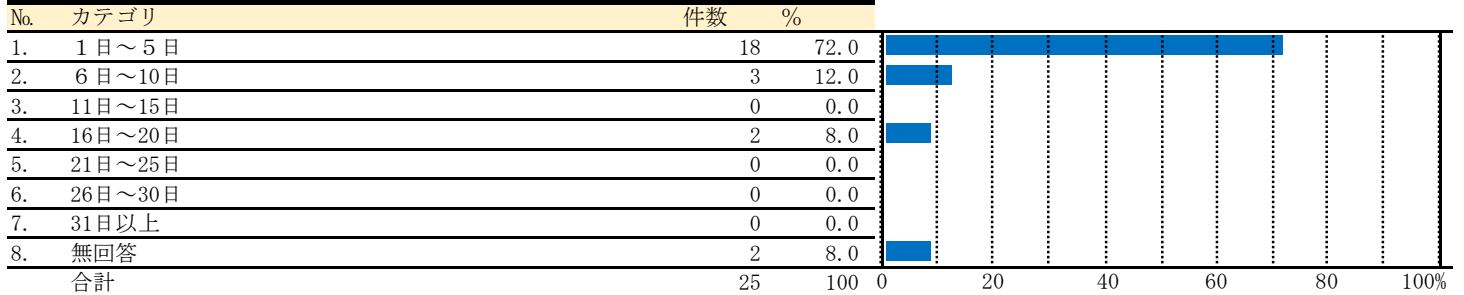 № カテゴリ 件数 %
1. １日～５日 18 72.0
2. ６日～10日 3 12.0
3. 11日～15日 0 0.0
4. 16日～20日 2 8.0
5. 21日～25日 0 0.0
6. 26日～30日 0 0.0
7. 31日以上 0 0.0
8. 無回答 2 8.0
合計 25 100 0 20 40 60 80 100%